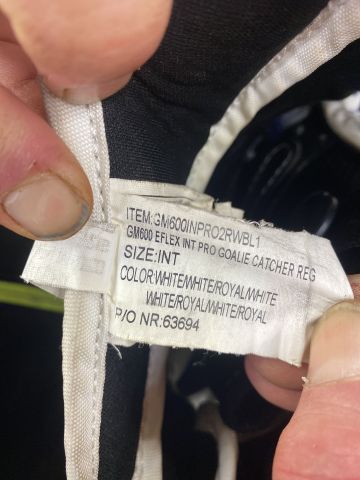 ITEM:GM600INPRO2RWBL1
GM600 EFLEX INT PRO GOALIE CATCHER REG
SIZE:INT
COLOR:WHITE/WHITE/ROYAL/WHITE
WHITE/ROYAL/WHITE/ROYAL
P/O NR:63694